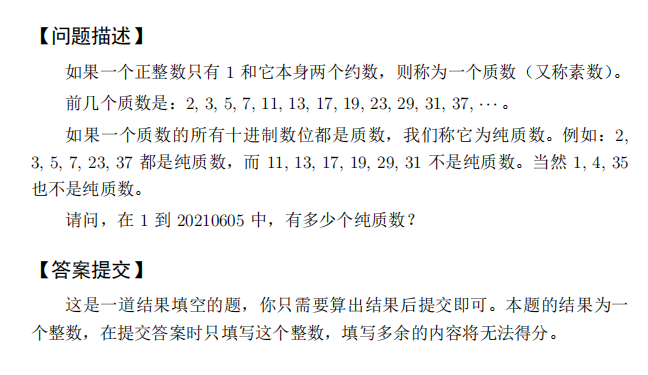 【问题描述】
如果一个正整数只有 1 和它本身两个约数，则称为一个质数（又称素数）。
前几个质数是：2, 3, 5, 7, 11, 13, 17, 19, 23, 29, 31, 37, ⋯ 。
如果一个质数的所有十进制数位都是质数，我们称它为纯质数。例如：2,
3, 5, 7, 23, 37 都是纯质数，而 11, 13, 17, 19, 29, 31 不是纯质数。当然 1, 4, 35
也不是纯质数。
请问，在 1 到 20210605 中，有多少个纯质数？
【答案提交】
这是一道结果填空的题，你只需要算出结果后提交即可。本题的结果为一
个整数，在提交答案时只填写这个整数，填写多余的内容将无法得分。